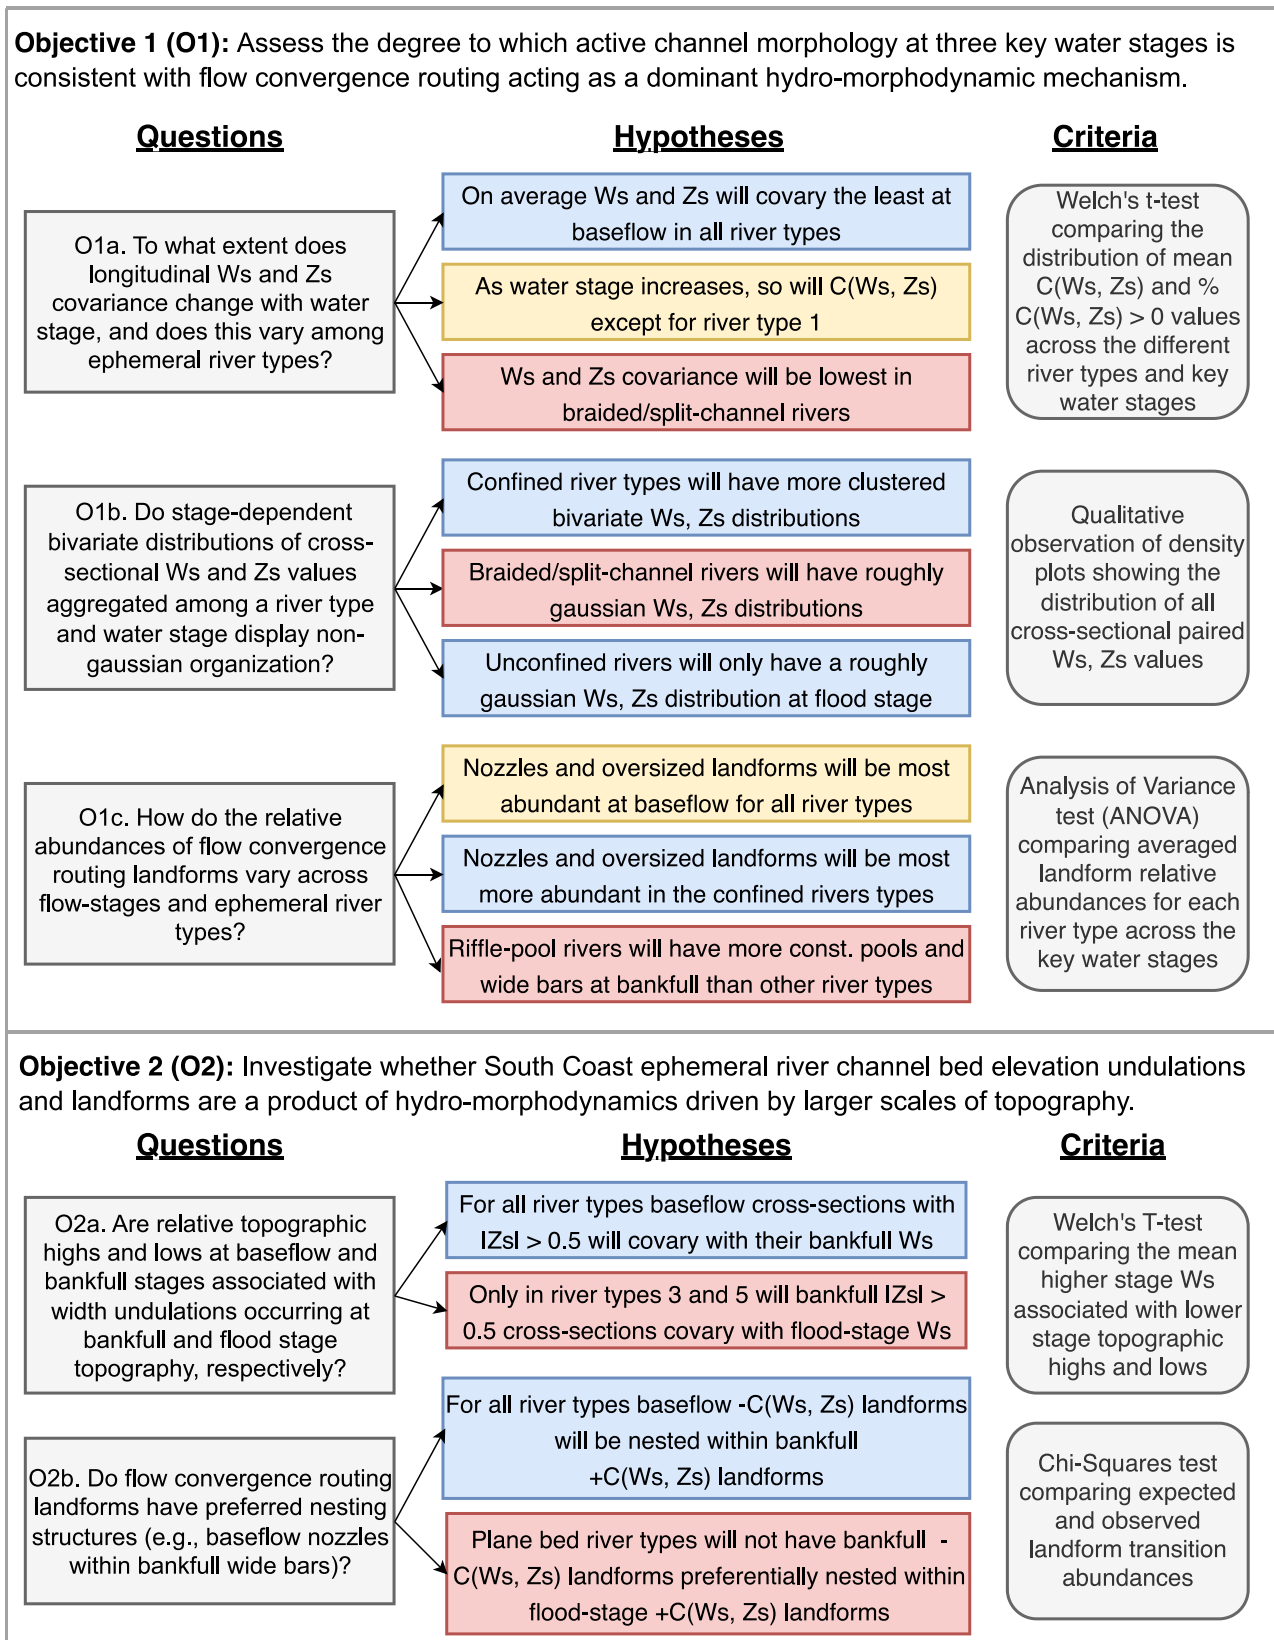 Objective 1 (O1): Assess the degree to which active channel morphology at three key water stages is
consistent with flow convergence routing acting as a dominant hydro-morphodynamic mechanism.
Questions
Hypotheses
Criteria
O1a. To what extent does
longitudinal Ws and Zs
covariance change with water
stage, and does this vary among
ephemeral river types?
On average Ws and Zs will covary the least at
baseflow in all river types
As water stage increases, so will C(Ws, Zs)
except for river type 1
Ws and Zs covariance will be lowest in
braided/split-channel rivers
Welch's t-test
comparing the
distribution of mean
C(Ws, Zs) and %
C(Ws, Zs) > 0 values
across the different
river types and key
water stages
O1b. Do stage-dependent
bivariate distributions of cross-
sectional Ws and Zs values
aggregated among a river type
and water stage display non-
gaussian organization?
Confined river types will have more clustered
bivariate Ws, Zs distributions
Braided/split-channel rivers will have roughly
gaussian Ws, Zs distributions
Unconfined rivers will only have a roughly
gaussian Ws, Zs distribution at flood stage
Qualitative
observation of density
plots showing the
distribution of all
cross-sectional paired
Ws, Zs values
O1c. How do the relative
abundances of flow convergence
routing landforms vary across
flow-stages and ephemeral river
types?
Nozzles and oversized landforms will be most
abundant at baseflow for all river types
Nozzles and oversized landforms will be most
more abundant in the confined rivers types
Riffle-pool rivers will have more const. pools and
wide bars at bankfull than other river types
Analysis of Variance
test (ANOVA)
comparing averaged
landform relative
abundances for each
river type across the
key water stages
Objective 2 (O2): Investigate whether South Coast ephemeral river channel bed elevation undulations
and landforms are a product of hydro-morphodynamics driven by larger scales of topography.
Questions
Hypotheses
Criteria
O2a. Are relative topographic
highs and lows at baseflow and
bankfull stages associated with
width undulations occurring at
bankfull and flood stage
topography, respectively?
For all river types baseflow cross-sections with
|Zs| > 0.5 will covary with their bankfull Ws
Only in river types 3 and 5 will bankfull |Zs| >
0.5 cross-sections covary with flood-stage Ws
Welch's T-test
comparing the mean
higher stage Ws
associated with lower
stage topographic
highs and lows
O2b. Do flow convergence routing
landforms have preferred nesting
structures (e.g., baseflow nozzles
within bankfull wide bars)?
For all river types baseflow -C(Ws, Zs) landforms
will be nested within bankfull
+C(Ws, Zs) landforms
Plane bed river types will not have bankfull -
C(Ws, Zs) landforms preferentially nested within
flood-stage +C(Ws, Zs) landforms
Chi-Squares test
comparing expected
and observed
landform transition
abundances